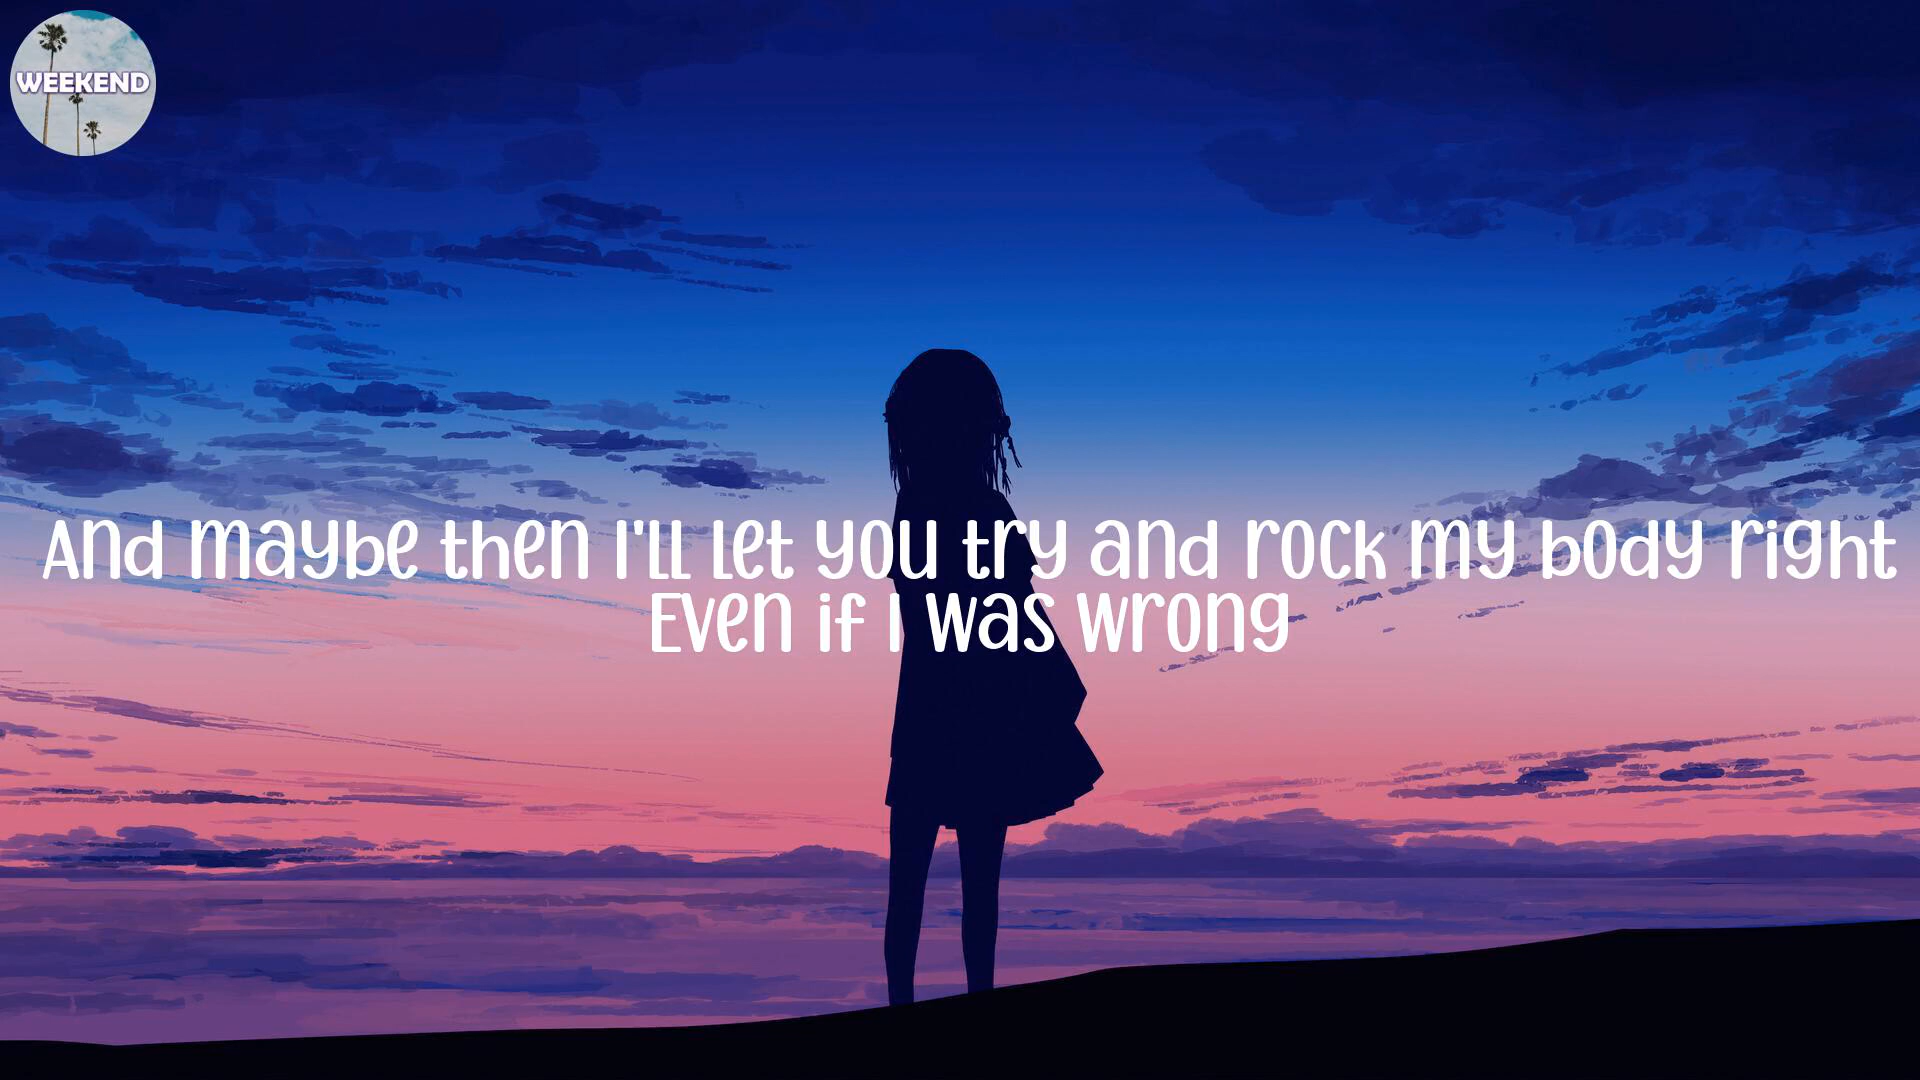 WEEKEND
And maybe then I'll let you try and rock my body right
Even if I was wrong